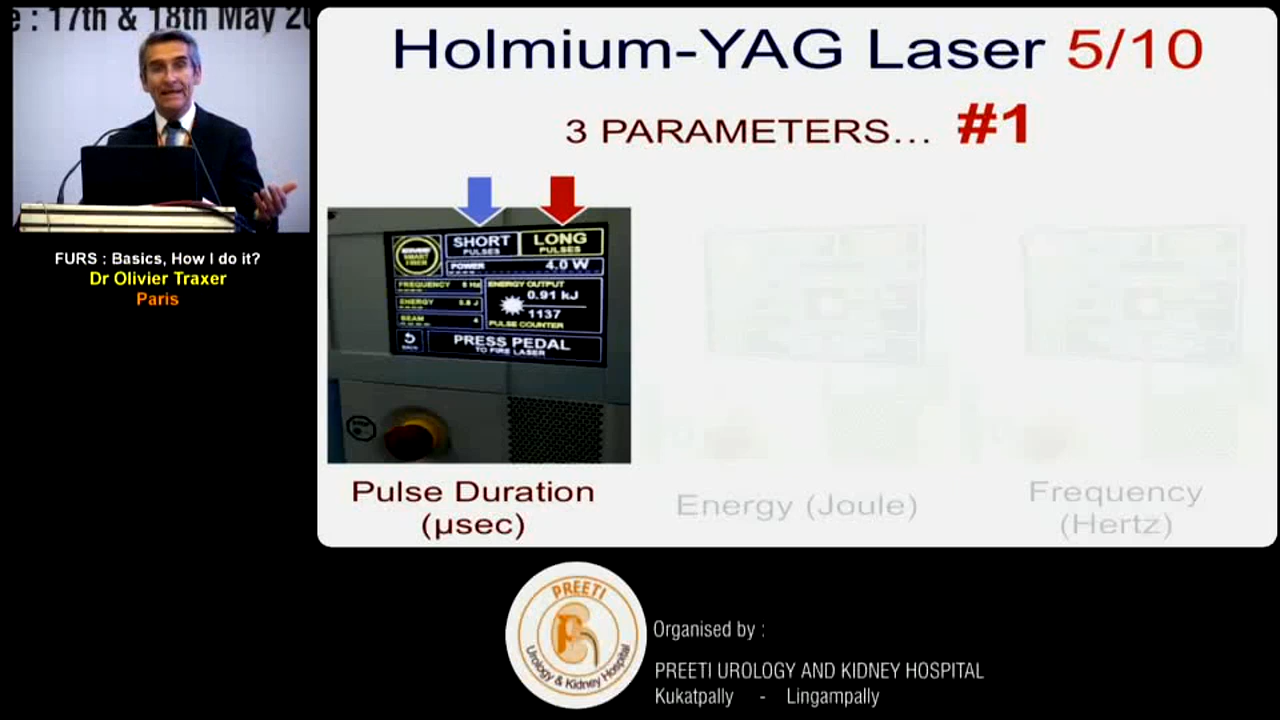 e : 17th & 18th May 20
Holmium-YAG Laser 5/10
3 PARAMETERS... #1
SHORT
PULSES
LONG
PULSES
POWER 4.0 W
FREQUENCY
ENERGY
BEAM
ENERGY OUTPUT
0.91 kJ
1137
PULSE COUNTER
PRESS PEDAL
TO FIRE LASER
Pulse Duration
(µsec)
Energy (Joule)
Frequency
(Hertz)
FURS : Basics, How I do it?
Dr Olivier Traxer
Paris
PREETI
Urology & Kidney Hospital
Organised by :
PREETI UROLOGY AND KIDNEY HOSPITAL
Kukatpally - Lingampally